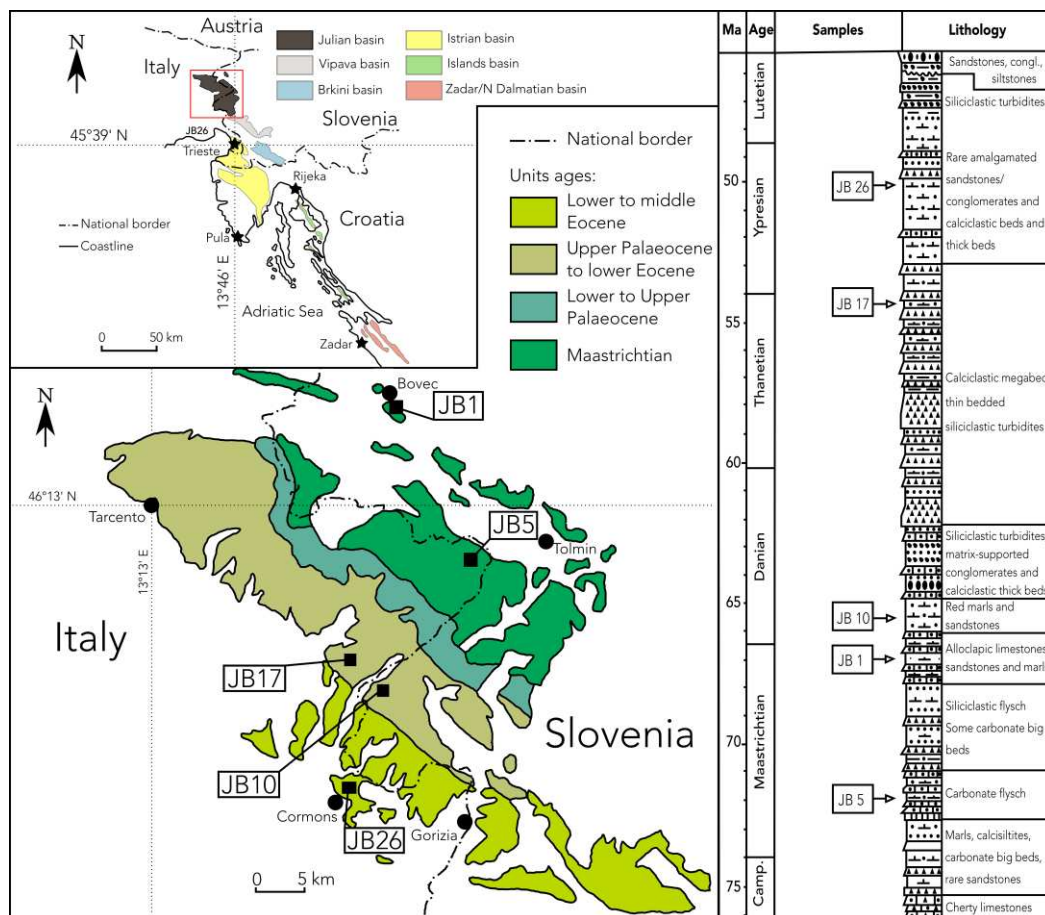 Austria
N
Italy
Julian basin
Vipava basin
Brkini basin
Istrian basin
Islands basin
Zadar/N Dalmatian basin
45°39' N
JB26
Trieste
Slovenia
Rijeka
Croatia
National border
Coastline
Pula
13°46' E
Adriatic Sea
0 50 km
Zadar
National border
Units ages:
Lower to middle
Eocene
Upper Palaeocene
to lower Eocene
Lower to Upper
Palaeocene
Maastrichtian
N
Bovec
JB1
46°13' N
Tarcento
13°13' E
JB5
Tolmin
Italy
JB17
Slovenia
JB10
Cormons
JB26
Gorizia
0 5 km
Ma Age Samples Lithology
Lutetian
Ypresian
Thanetian
Danian
Maastrichtian
Camp.
50
55
60
65
70
75
JB 26
JB 17
JB 10
JB 1
JB 5
Sandstones, congl.,
siltstones
Siliciclastic turbidites
Rare amalgamated
sandstones/
conglomerates and
calciclastic beds and
thick beds
Calciclastic megabed
thin bedded
siliciclastic turbidites
Siliciclastic turbidites
matrix-supported
conglomerates and
calciclastic thick beds
Red marls and
sandstones
Alloclapic limestones
sandstones and marls
Siliciclastic flysch
Some carbonate big
beds
Carbonate flysch
Marls, calcisiltites,
carbonate big beds,
rare sandstones
Cherty limestones